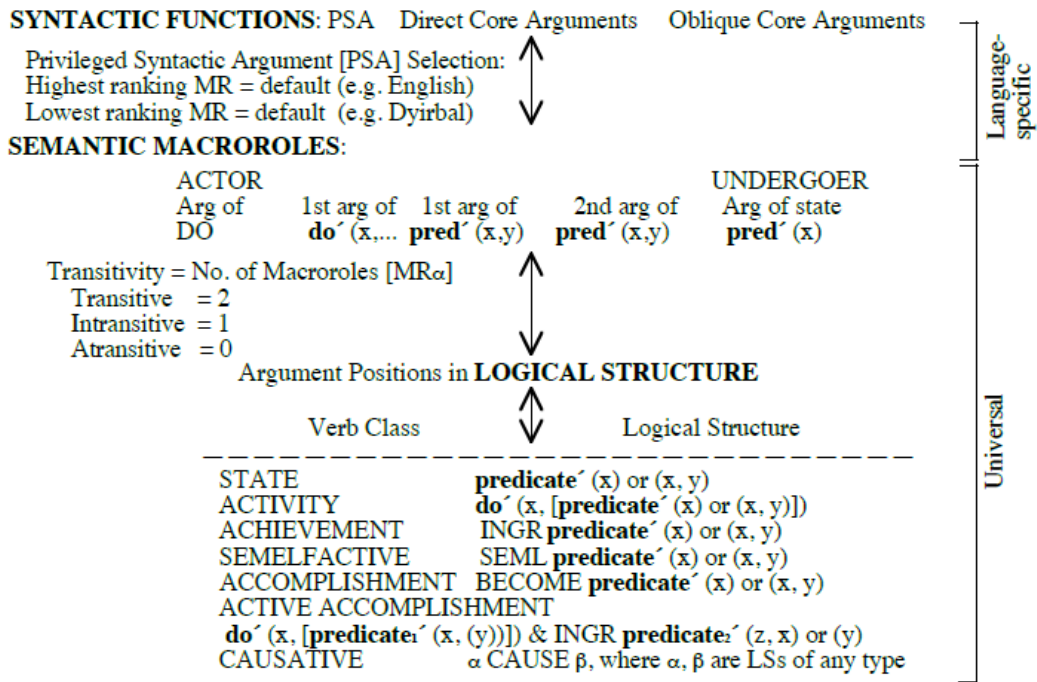 SYNTACTIC FUNCTIONS: PSA Direct Core Arguments Oblique Core Arguments
Privileged Syntactic Argument [PSA] Selection:
Highest ranking MR = default (e.g. English)
Lowest ranking MR = default (e.g. Dyirbal)
Language-specific
SEMANTIC MACROROLES:
ACTOR UNDERGOER
Arg of 1st arg of 1st arg of 2nd arg of Arg of state
DO do´ (x,... pred´ (x,y) pred´ (x,y) pred´ (x)
Transitivity = No. of Macroroles [MRα]
Transitive = 2
Intransitive = 1
Atransitive = 0
Argument Positions in LOGICAL STRUCTURE
Verb Class Logical Structure
STATE predicate´ (x) or (x, y)
ACTIVITY do´ (x, [predicate´ (x) or (x, y)])
ACHIEVEMENT INGR predicate´ (x) or (x, y)
SEMELFACTIVE SEML predicate´ (x) or (x, y)
ACCOMPLISHMENT BECOME predicate´ (x) or (x, y)
ACTIVE ACCOMPLISHMENT
do´ (x, [predicate₁´ (x, (y))]) & INGR predicate₂´ (z, x) or (y)
CAUSATIVE α CAUSE β, where α, β are LSs of any type
Universal